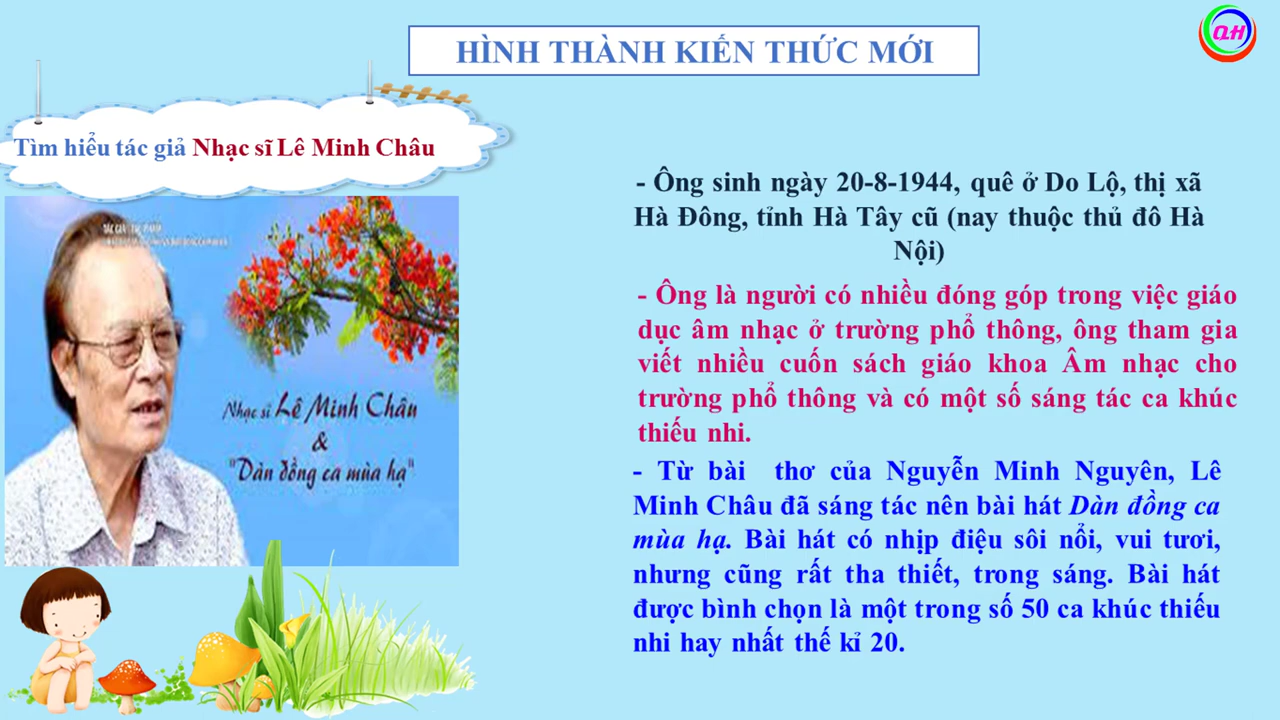 HÌNH THÀNH KIẾN THỨC MỚI
QH
Tìm hiểu tác giả Nhạc sĩ Lê Minh Châu
Nhạc sĩ Lê Minh Châu
&
"Dàn đồng ca mùa hạ"
- Ông sinh ngày 20-8-1944, quê ở Do Lộ, thị xã
Hà Đông, tỉnh Hà Tây cũ (nay thuộc thủ đô Hà
Nội)
- Ông là người có nhiều đóng góp trong việc giáo
dục âm nhạc ở trường phổ thông, ông tham gia
viết nhiều cuốn sách giáo khoa Âm nhạc cho
trường phổ thông và có một số sáng tác ca khúc
thiếu nhi.
- Từ bài thơ của Nguyễn Minh Nguyên, Lê
Minh Châu đã sáng tác nên bài hát Dàn đồng ca
mùa hạ. Bài hát có nhịp điệu sôi nổi, vui tươi,
nhưng cũng rất tha thiết, trong sáng. Bài hát
được bình chọn là một trong số 50 ca khúc thiếu
nhi hay nhất thế kỉ 20.